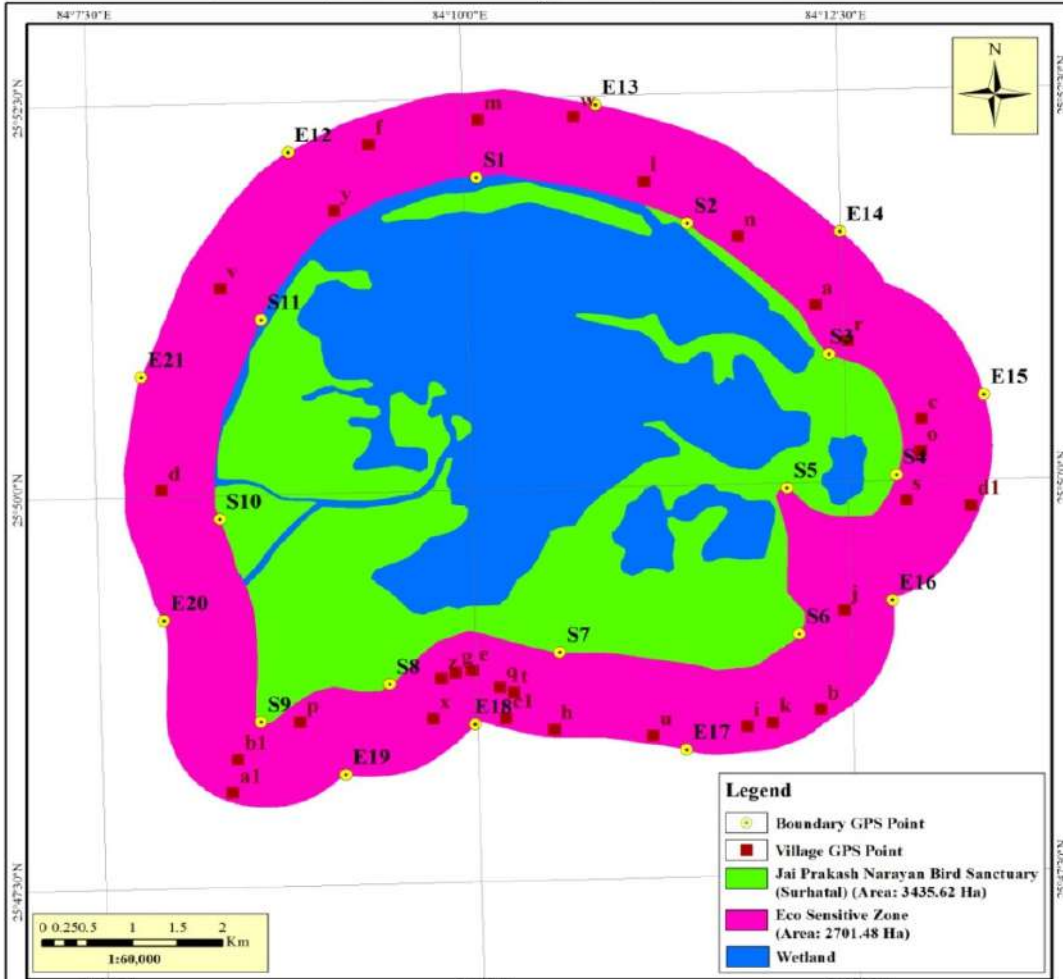 84°7'30"E
84°10'0"E
84°12'30"E
N
25°52'30"N
E13
w
m
E12
f
S1
l
y
S2
n
E14
v
a
S11
r
S3
E21
E15
c
o
25°50'0"N
d
S5
S4
s
d1
S10
E16
j
E20
S6
S7
e
g
z
S8
q
t
S9
p
x
E18
c1
h
u
i
k
b
E17
b1
E19
a1
25°47'30"N
Legend
Boundary GPS Point
Village GPS Point
Jai Prakash Narayan Bird Sanctuary
(Surhatal) (Area: 3435.62 Ha)
Eco Sensitive Zone
(Area: 2701.48 Ha)
Wetland
0 0.25 0.5 1 1.5 2
Km
1:60,000